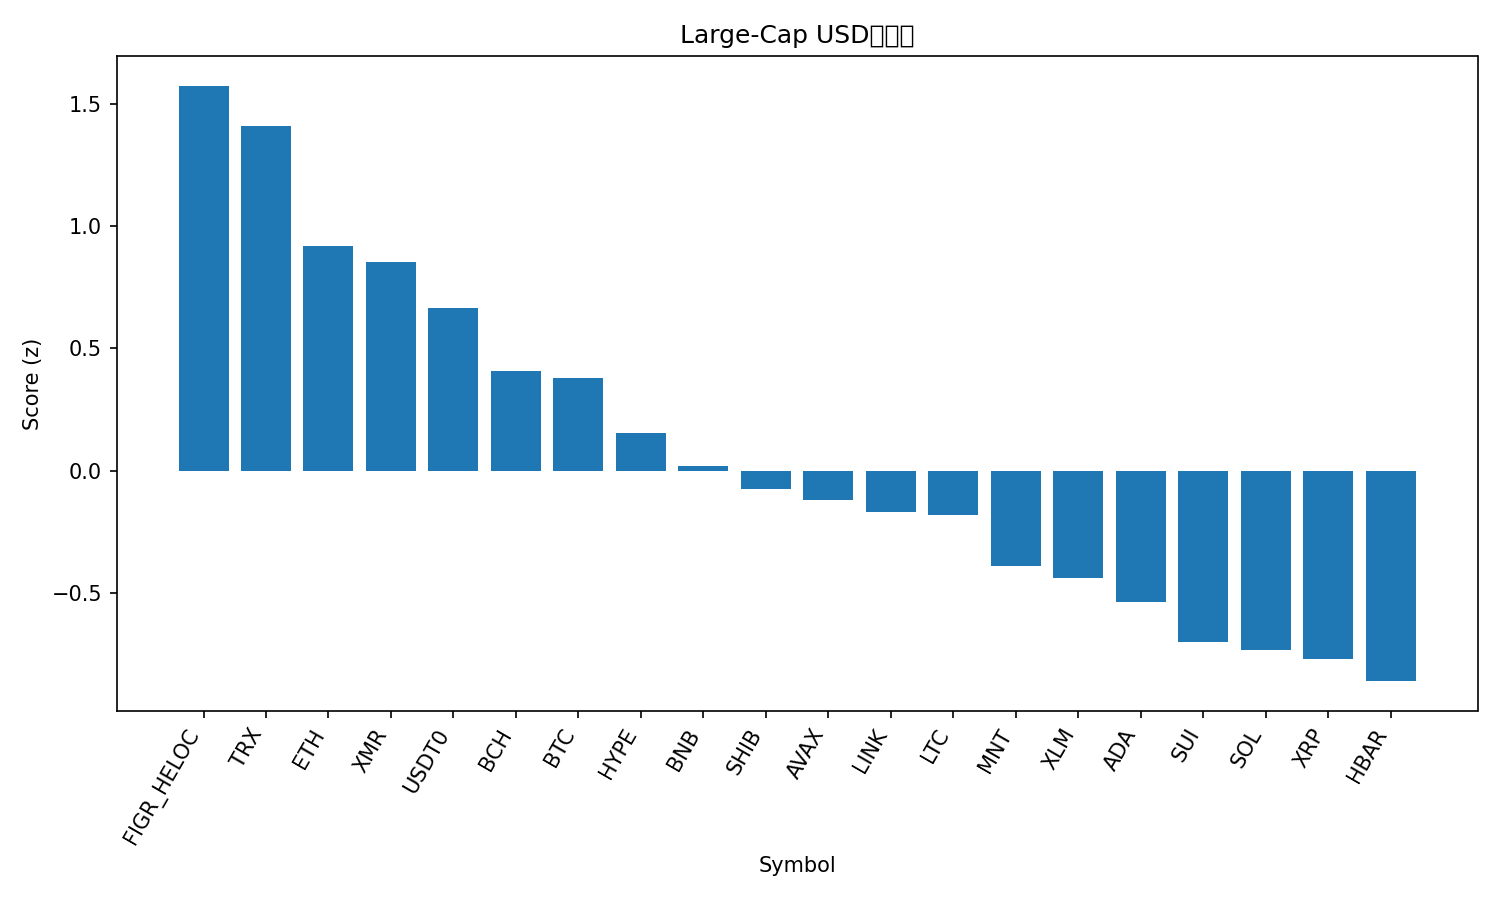 Large-Cap USD
Score (z)
1.5
1.0
0.5
0.0
−0.5
FIGR_HELOC
TRX
ETH
XMR
USDT0
BCH
BTC
HYPE
BNB
SHIB
AVAX
LINK
LTC
MNT
XLM
ADA
SUI
SOL
XRP
HBAR
Symbol